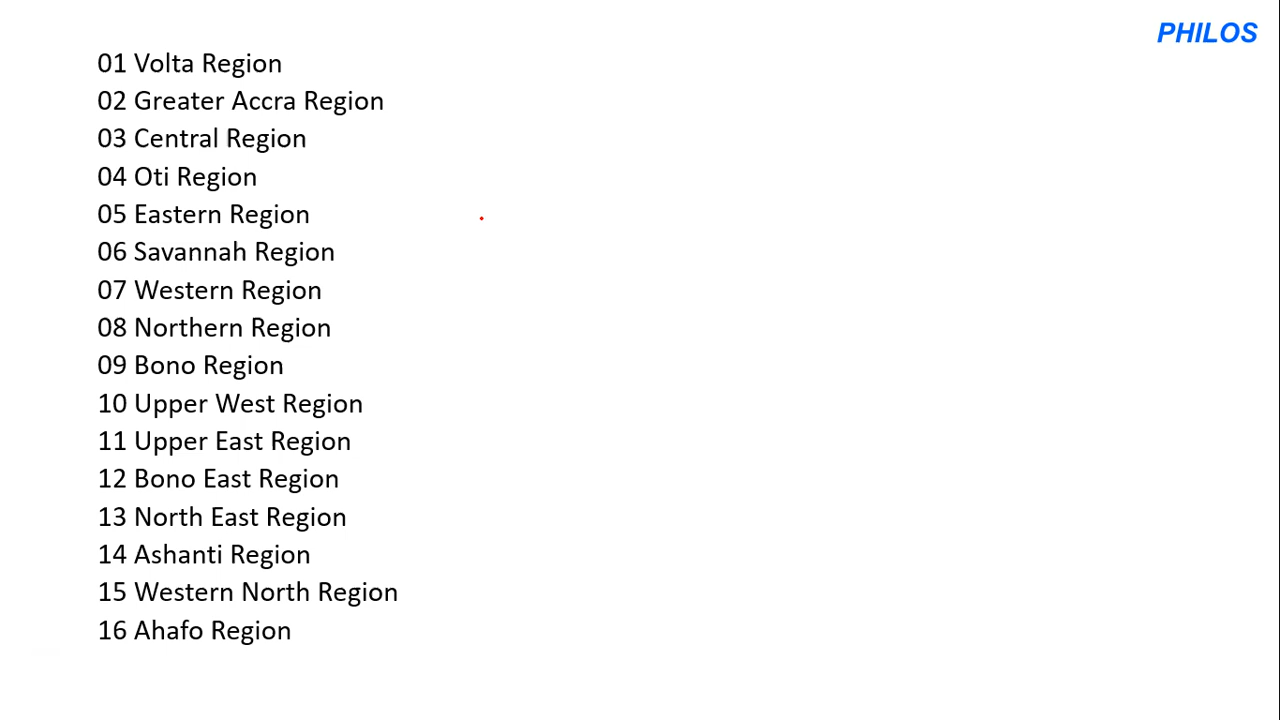 PHILOS
01 Volta Region
02 Greater Accra Region
03 Central Region
04 Oti Region
05 Eastern Region
06 Savannah Region
07 Western Region
08 Northern Region
09 Bono Region
10 Upper West Region
11 Upper East Region
12 Bono East Region
13 North East Region
14 Ashanti Region
15 Western North Region
16 Ahafo Region